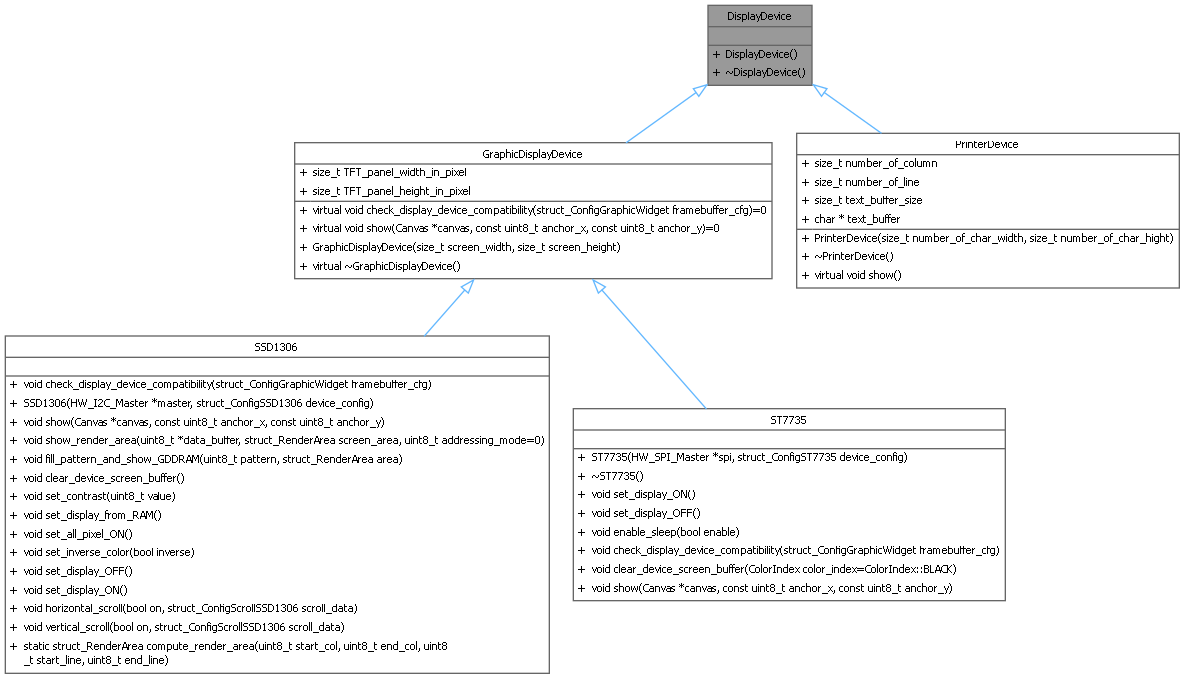 DisplayDevice
+ DisplayDevice()
+ ~DisplayDevice()
GraphicDisplayDevice
+ size_t TFT_panel_width_in_pixel
+ size_t TFT_panel_height_in_pixel
+ virtual void check_display_device_compatibility(struct_ConfigGraphicWidget framebuffer_cfg)=0
+ virtual void show(Canvas *canvas, const uint8_t anchor_x, const uint8_t anchor_y)=0
+ GraphicDisplayDevice(size_t screen_width, size_t screen_height)
+ virtual ~GraphicDisplayDevice()
PrinterDevice
+ size_t number_of_column
+ size_t number_of_line
+ size_t text_buffer_size
+ char * text_buffer
+ PrinterDevice(size_t number_of_char_width, size_t number_of_char_hight)
+ ~PrinterDevice()
+ virtual void show()
SSD1306
+ void check_display_device_compatibility(struct_ConfigGraphicWidget framebuffer_cfg)
+ SSD1306(HW_I2C_Master *master, struct_ConfigSSD1306 device_config)
+ void show(Canvas *canvas, const uint8_t anchor_x, const uint8_t anchor_y)
+ void show_render_area(uint8_t *data_buffer, struct_RenderArea screen_area, uint8_t addressing_mode=0)
+ void fill_pattern_and_show_GDDRAM(uint8_t pattern, struct_RenderArea area)
+ void clear_device_screen_buffer()
+ void set_contrast(uint8_t value)
+ void set_display_from_RAM()
+ void set_all_pixel_ON()
+ void set_inverse_color(bool inverse)
+ void set_display_OFF()
+ void set_display_ON()
+ void horizontal_scroll(bool on, struct_ConfigScrollSSD1306 scroll_data)
+ void vertical_scroll(bool on, struct_ConfigScrollSSD1306 scroll_data)
+ static struct_RenderArea compute_render_area(uint8_t start_col, uint8_t end_col, uint8
_t start_line, uint8_t end_line)
ST7735
+ ST7735(HW_SPI_Master *spi, struct_ConfigST7735 device_config)
+ ~ST7735()
+ void set_display_ON()
+ void set_display_OFF()
+ void enable_sleep(bool enable)
+ void check_display_device_compatibility(struct_ConfigGraphicWidget framebuffer_cfg)
+ void clear_device_screen_buffer(ColorIndex color_index=ColorIndex::BLACK)
+ void show(Canvas *canvas, const uint8_t anchor_x, const uint8_t anchor_y)